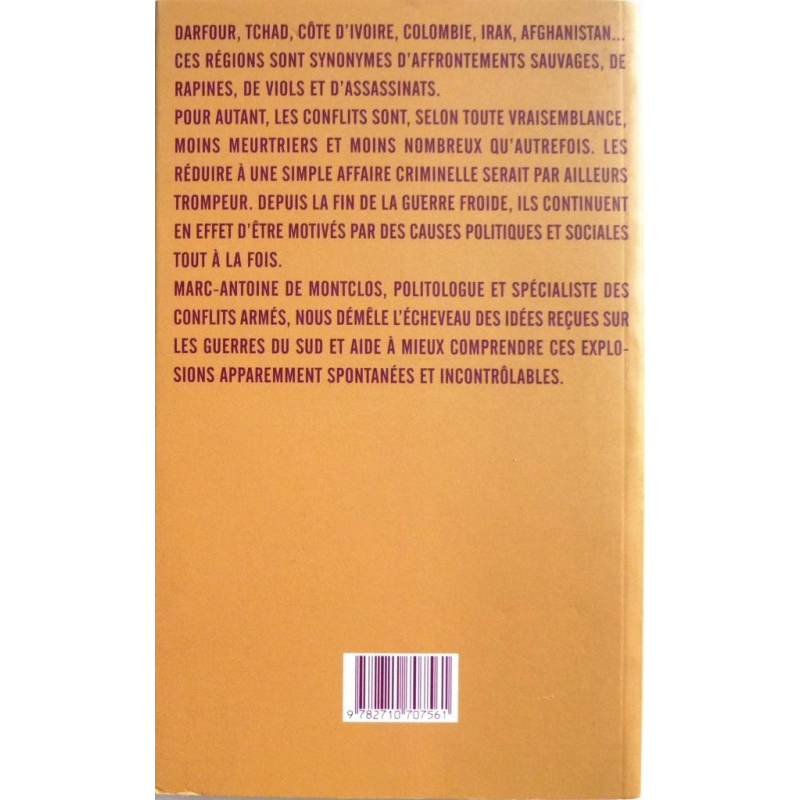 DARFOUR, TCHAD, CÔTE D'IVOIRE, COLOMBIE, IRAK, AFGHANISTAN...
CES RÉGIONS SONT SYNONYMES D'AFFRONTEMENTS SAUVAGES, DE
RAPINES, DE VIOLS ET D'ASSASSINATS.
POUR AUTANT, LES CONFLITS SONT, SELON TOUTE VRAISEMBLANCE,
MOINS MEURTRIERS ET MOINS NOMBREUX QU'AUTREFOIS. LES
RÉDUIRE À UNE SIMPLE AFFAIRE CRIMINELLE SERAIT PAR AILLEURS
TROMPEUR. DEPUIS LA FIN DE LA GUERRE FROIDE, ILS CONTINUENT
EN EFFET D'ÊTRE MOTIVÉS PAR DES CAUSES POLITIQUES ET SOCIALES
TOUT À LA FOIS.
MARC-ANTOINE DE MONTCLOS, POLITOLOGUE ET SPÉCIALISTE DES
CONFLITS ARMÉS, NOUS DÉMÊLE L'ÉCHEVEAU DES IDÉES REÇUES SUR
LES GUERRES DU SUD ET AIDE À MIEUX COMPRENDRE CES EXPLO-
SIONS APPAREMMENT SPONTANÉES ET INCONTRÔLABLES.
9 782710 707561